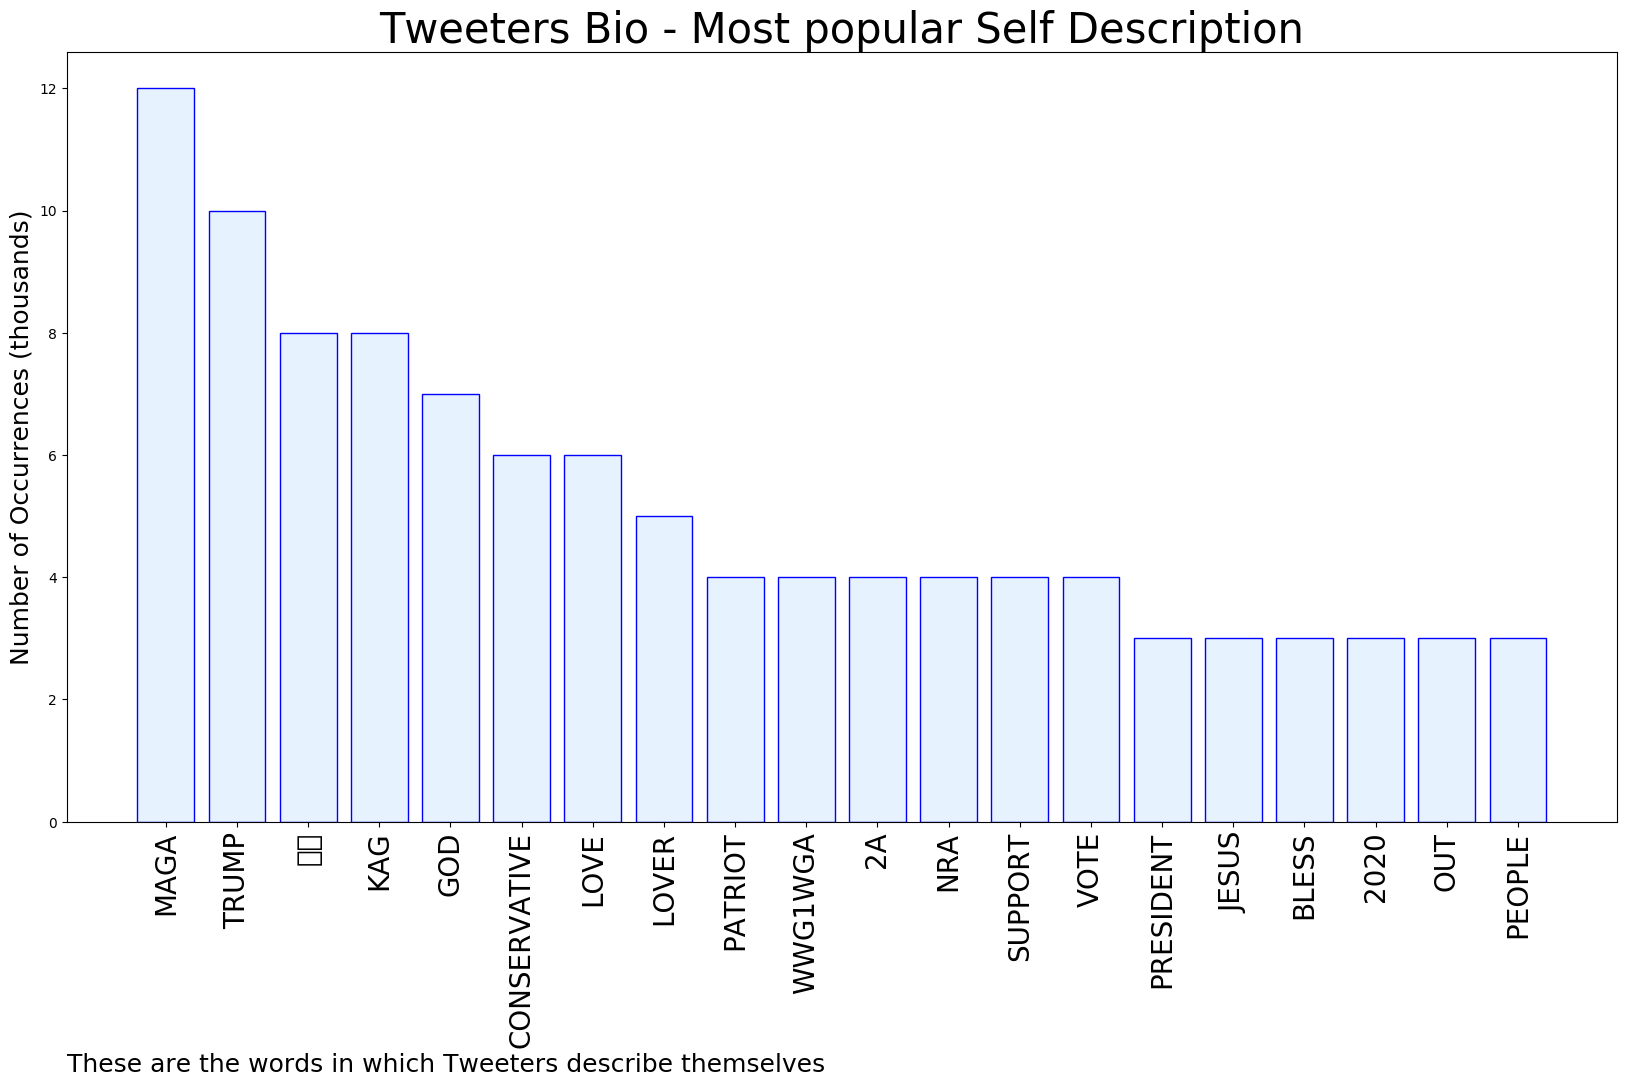 Tweeters Bio - Most popular Self Description
Number of Occurrences (thousands)
12
10
8
6
4
2
0
MAGA
TRUMP
KAG
GOD
CONSERVATIVE
LOVE
LOVER
PATRIOT
WWG1WGA
2A
NRA
SUPPORT
VOTE
PRESIDENT
JESUS
BLESS
2020
OUT
PEOPLE
These are the words in which Tweeters describe themselves